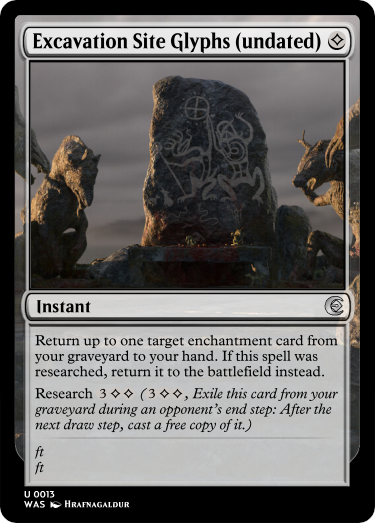 Excavation Site Glyphs (undated)
Instant
Return up to one target enchantment card from
your graveyard to your hand. If this spell was
researched, return it to the battlefield instead.
Research 3◇◇ (3◇◇, Exile this card from your
graveyard during an opponent's end step: After the
next draw step, cast a free copy of it.)
ft
ft
U 0013
WAS Hrafnagaldur